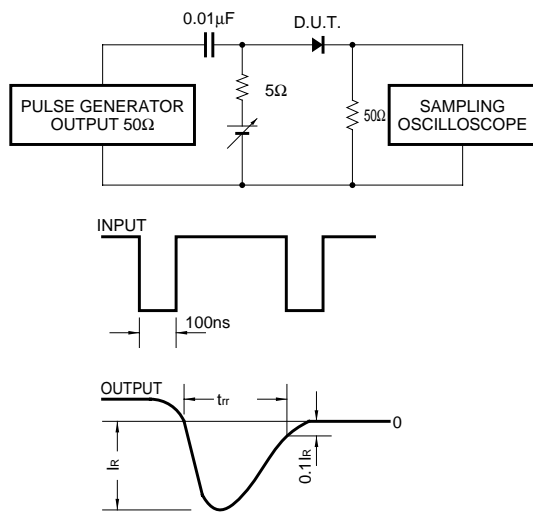 0.01μF
D.U.T.
5Ω
50Ω
PULSE GENERATOR
OUTPUT 50Ω
SAMPLING
OSCILLOSCOPE
INPUT
100ns
OUTPUT
trr
0
IR
0.1IR